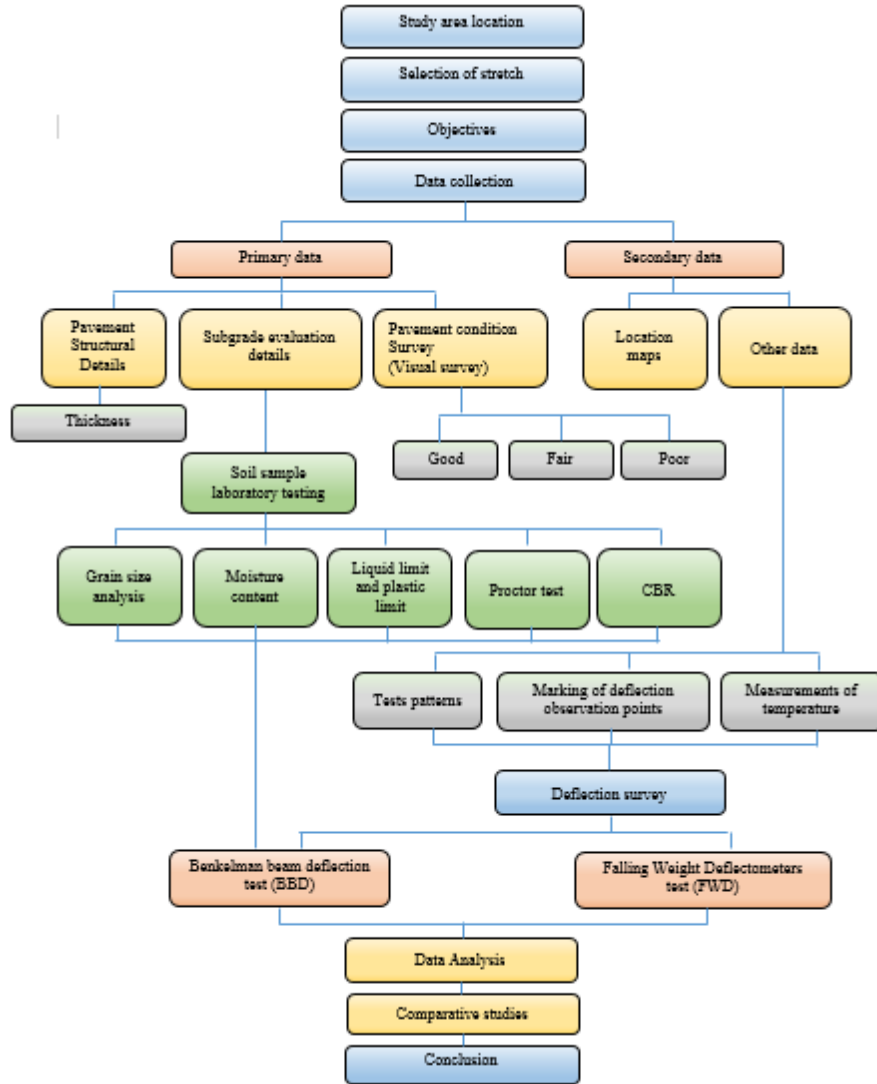 Study area location
Selection of stretch
Objectives
Data collection
Primary data
Secondary data
Pavement
Structural
Details
Subgrade evaluation
details
Pavement condition
Survey
(Visual survey)
Location
maps
Other data
Thickness
Good
Fair
Poor
Soil sample
laboratory testing
Grain size
analysis
Moisture
content
Liquid limit
and plastic
limit
Proctor test
CBR
Tests patterns
Marking of deflection
observation points
Measurements of
temperature
Deflection survey
Benkelman beam deflection
test (BBD)
Falling Weight Deflectometers
test (FWD)
Data Analysis
Comparative studies
Conclusion